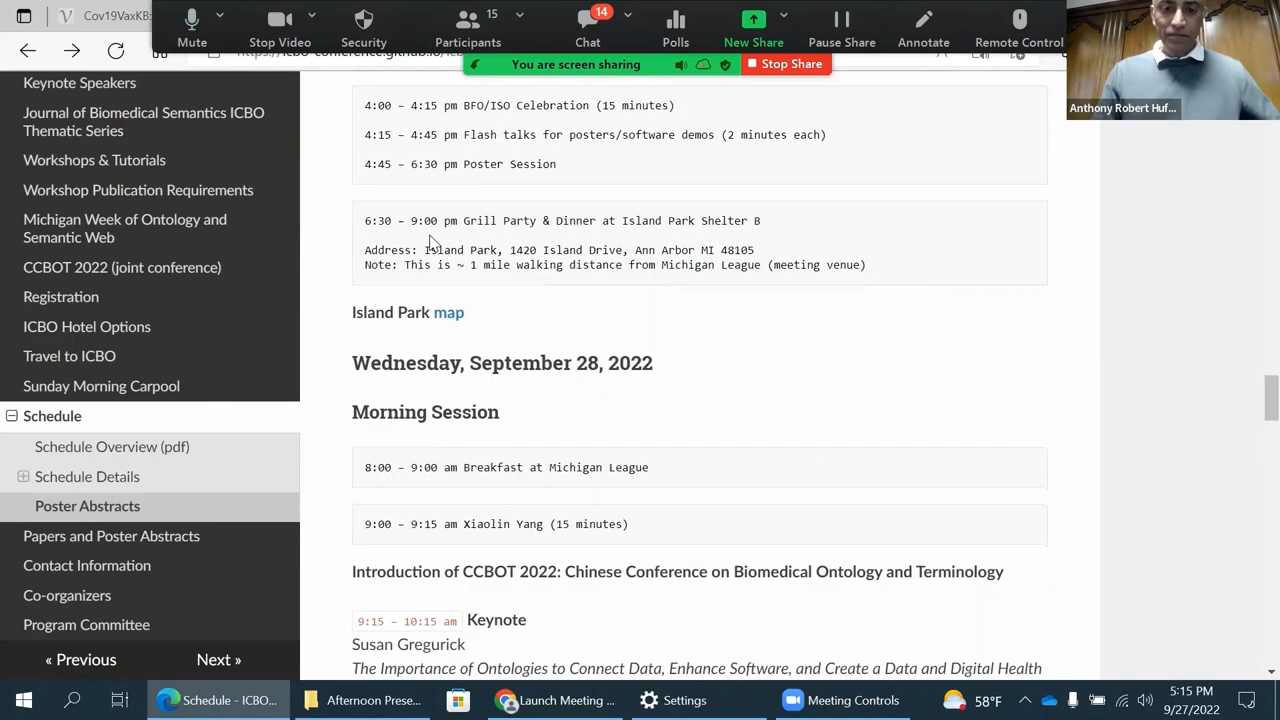 Cov19VaxKB:
Mute
Stop Video
Security
15
Participants
14
Chat
Polls
New Share
Pause Share
Annotate
Remote Control
You are screen sharing
Stop Share
Anthony Robert Huf...
Keynote Speakers
Journal of Biomedical Semantics ICBO
Thematic Series
Workshops & Tutorials
Workshop Publication Requirements
Michigan Week of Ontology and
Semantic Web
CCBOT 2022 (joint conference)
Registration
ICBO Hotel Options
Travel to ICBO
Sunday Morning Carpool
Schedule
Schedule Overview (pdf)
Schedule Details
Poster Abstracts
Papers and Poster Abstracts
Contact Information
Co-organizers
Program Committee
« Previous
Next »
4:00 – 4:15 pm BFO/ISO Celebration (15 minutes)
4:15 – 4:45 pm Flash talks for posters/software demos (2 minutes each)
4:45 – 6:30 pm Poster Session
6:30 – 9:00 pm Grill Party & Dinner at Island Park Shelter B
Address: Island Park, 1420 Island Drive, Ann Arbor MI 48105
Note: This is ~ 1 mile walking distance from Michigan League (meeting venue)
Island Park map
Wednesday, September 28, 2022
Morning Session
8:00 – 9:00 am Breakfast at Michigan League
9:00 – 9:15 am Xiaolin Yang (15 minutes)
Introduction of CCBOT 2022: Chinese Conference on Biomedical Ontology and Terminology
9:15 – 10:15 am Keynote
Susan Gregurick
The Importance of Ontologies to Connect Data, Enhance Software, and Create a Data and Digital Health
Schedule - ICBO...
Afternoon Prese...
Launch Meeting ...
Settings
Meeting Controls
58°F
5:15 PM
9/27/2022